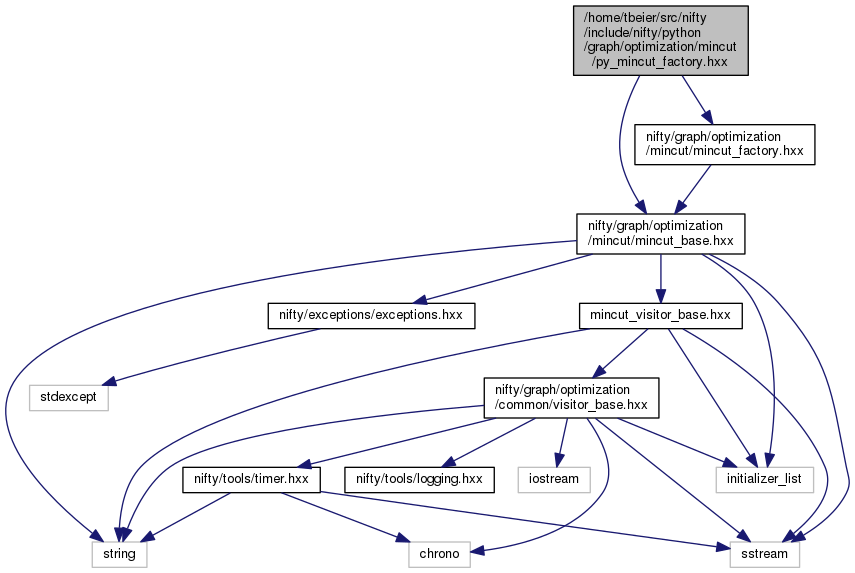 /home/tbeier/src/nifty
/include/nifty/python
/graph/optimization/mincut
/py_mincut_factory.hxx
nifty/graph/optimization
/mincut/mincut_factory.hxx
nifty/graph/optimization
/mincut/mincut_base.hxx
nifty/exceptions/exceptions.hxx
mincut_visitor_base.hxx
stdexcept
nifty/graph/optimization
/common/visitor_base.hxx
nifty/tools/timer.hxx
nifty/tools/logging.hxx
iostream
initializer_list
string
chrono
sstream